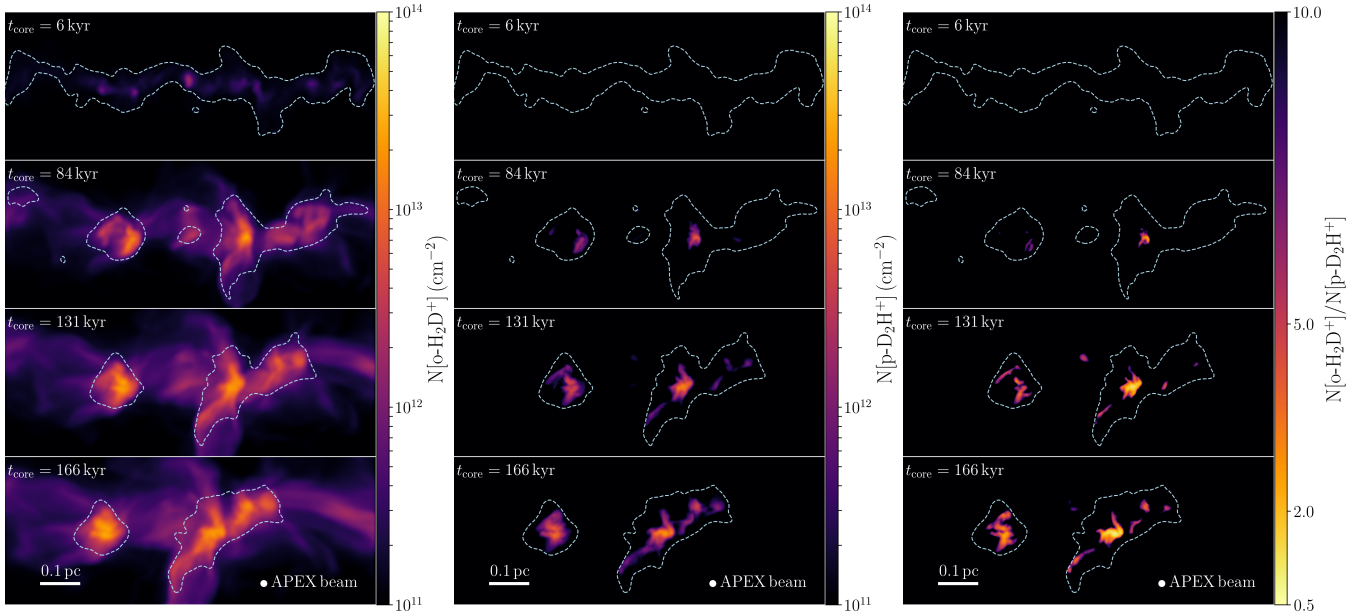 t_core = 6 kyr
t_core = 84 kyr
t_core = 131 kyr
t_core = 166 kyr
0.1 pc
APEX beam
10^14
10^13
10^12
10^11
N[o-H₂D⁺] (cm⁻²)
t_core = 6 kyr
t_core = 84 kyr
t_core = 131 kyr
t_core = 166 kyr
0.1 pc
APEX beam
10^14
10^13
10^12
10^11
N[p-D₂H⁺] (cm⁻²)
t_core = 6 kyr
t_core = 84 kyr
t_core = 131 kyr
t_core = 166 kyr
0.1 pc
APEX beam
10.0
5.0
2.0
0.5
N[o-H₂D⁺]/N[p-D₂H⁺]